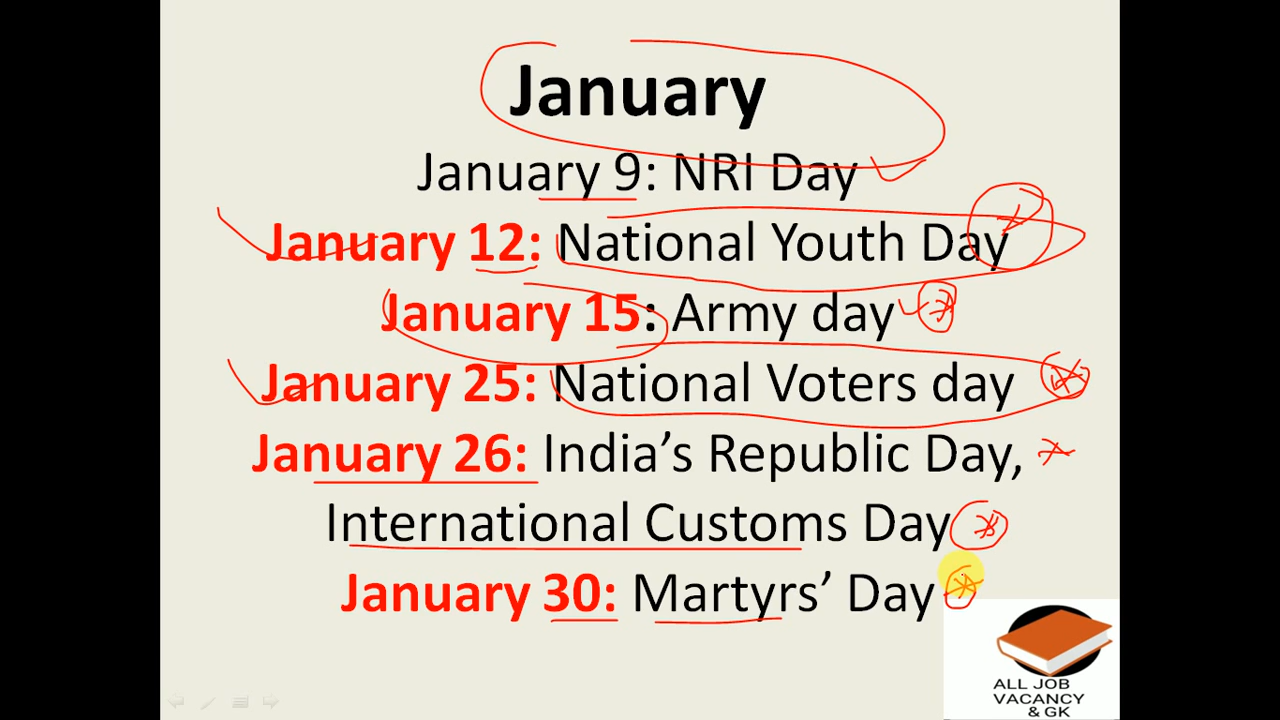 January
January 9: NRI Day
January 12: National Youth Day
January 15: Army day
January 25: National Voters day
January 26: India’s Republic Day,
International Customs Day
January 30: Martyrs’ Day
ALL JOB
VACANCY
& GK